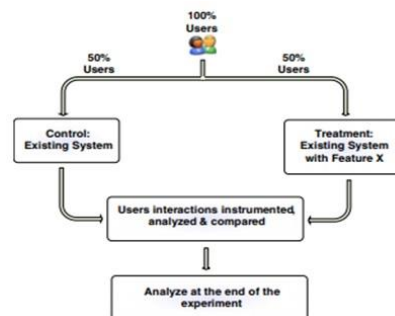 100%
Users
50%
Users
50%
Users
Control:
Existing System
Treatment:
Existing System
with Feature X
Users interactions instrumented,
analyzed & compared
Analyze at the end of the
experiment